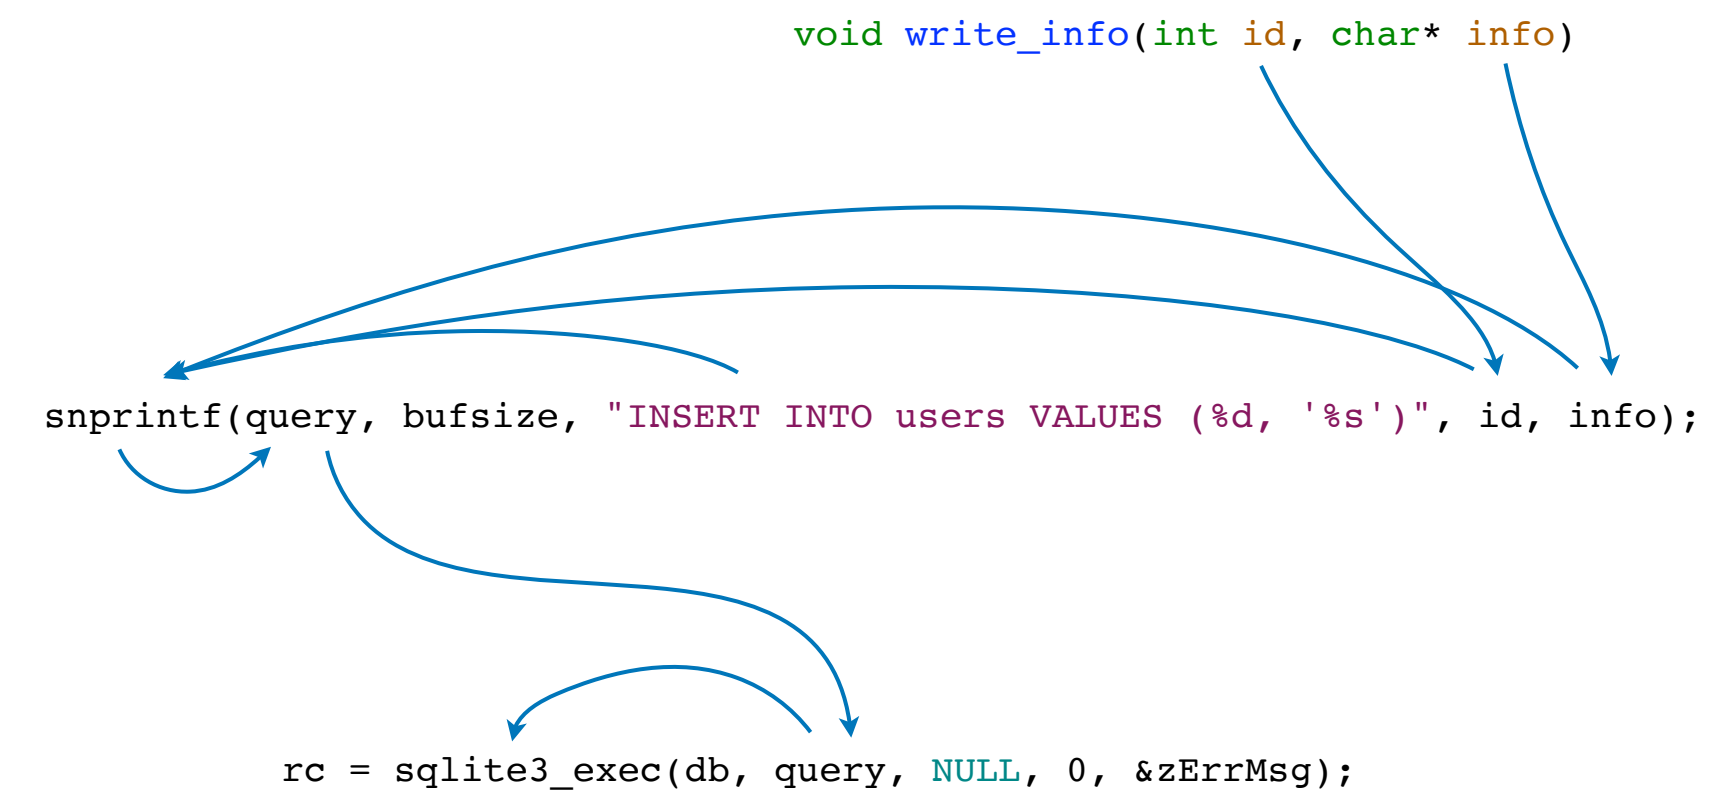 void write_info(int id, char* info)
snprintf(query, bufsize, "INSERT INTO users VALUES (%d, '%s')", id, info);
rc = sqlite3_exec(db, query, NULL, 0, &zErrMsg);